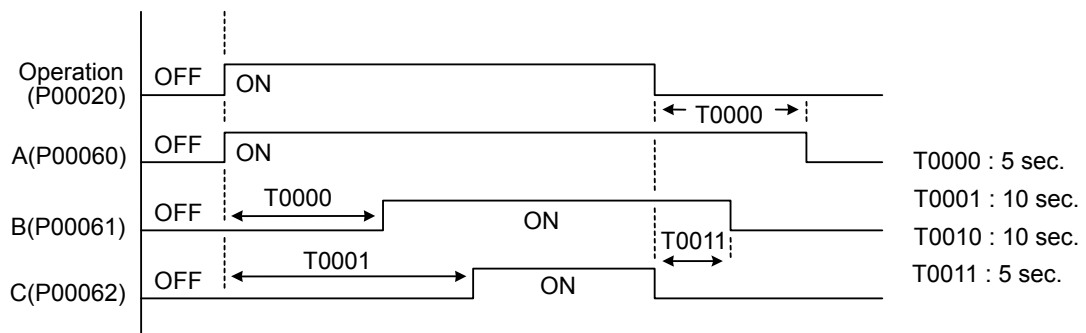 Operation
(P00020)
OFF
ON
T0000
A(P00060)
OFF
ON
T0000 : 5 sec.
T0000
T0001 : 10 sec.
B(P00061)
OFF
ON
T0011
T0010 : 10 sec.
T0001
T0011 : 5 sec.
C(P00062)
OFF
ON